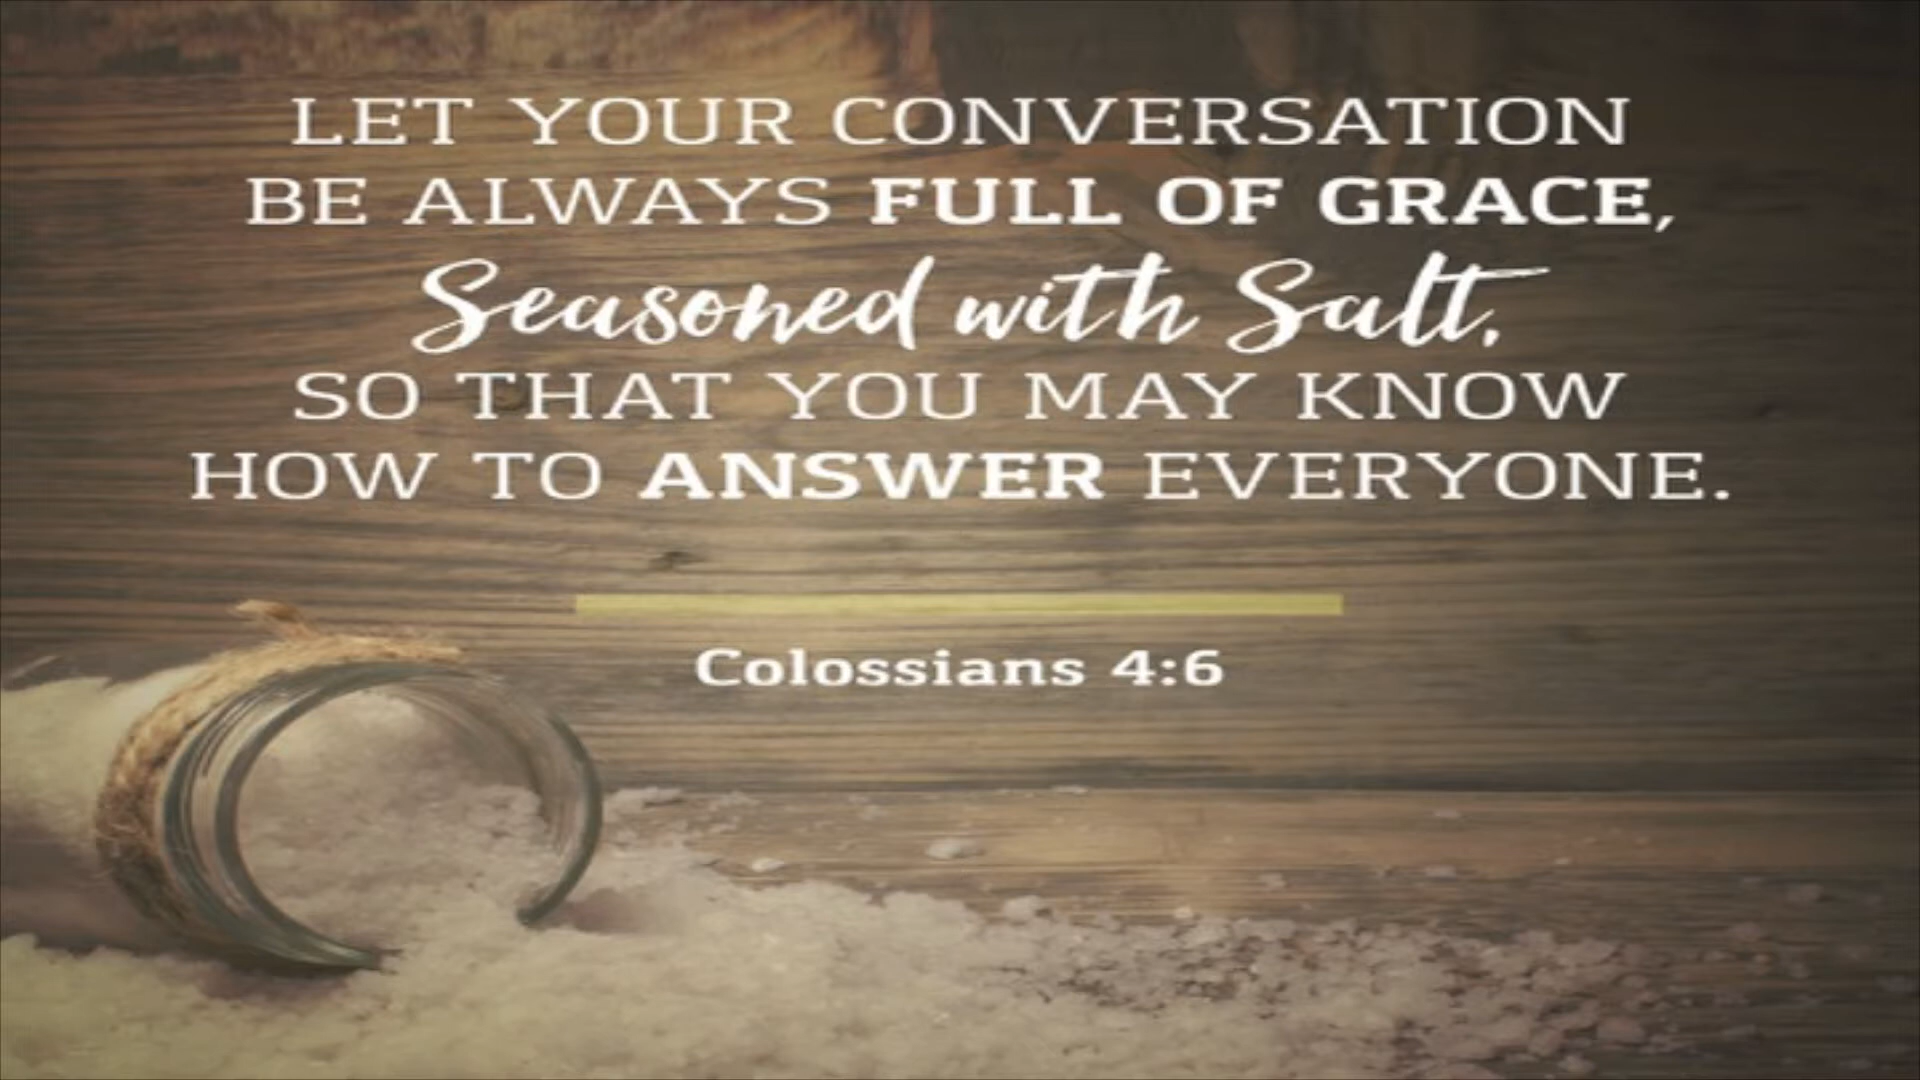 LET YOUR CONVERSATION
BE ALWAYS FULL OF GRACE,
Seasoned with Salt,
SO THAT YOU MAY KNOW
HOW TO ANSWER EVERYONE.
Colossians 4:6